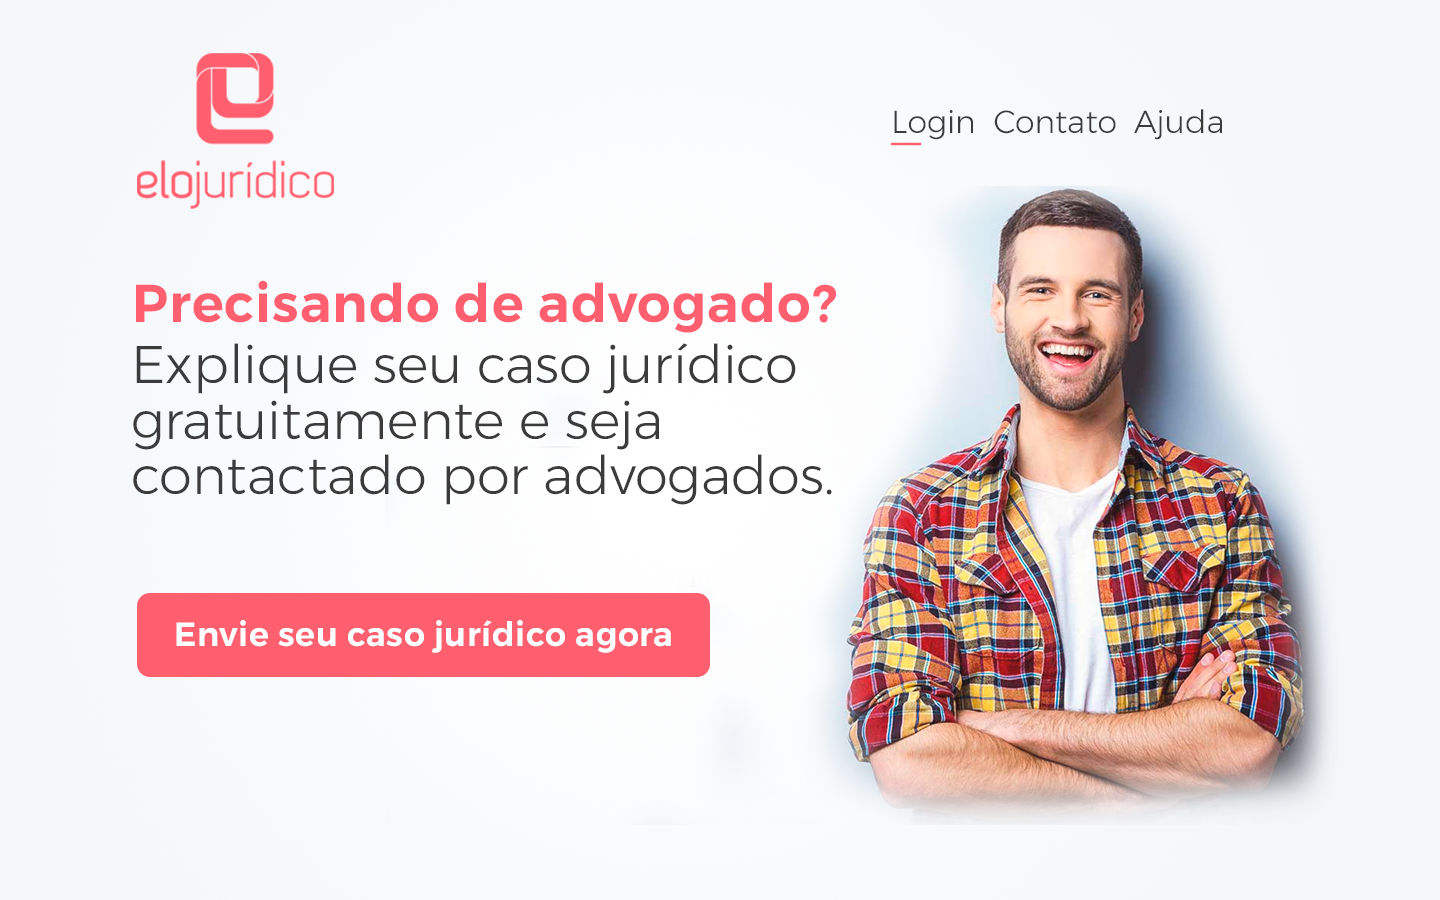 elojurídico
Login Contato Ajuda
Precisando de advogado?
Explique seu caso jurídico
gratuitamente e seja
contactado por advogados.
Envie seu caso jurídico agora